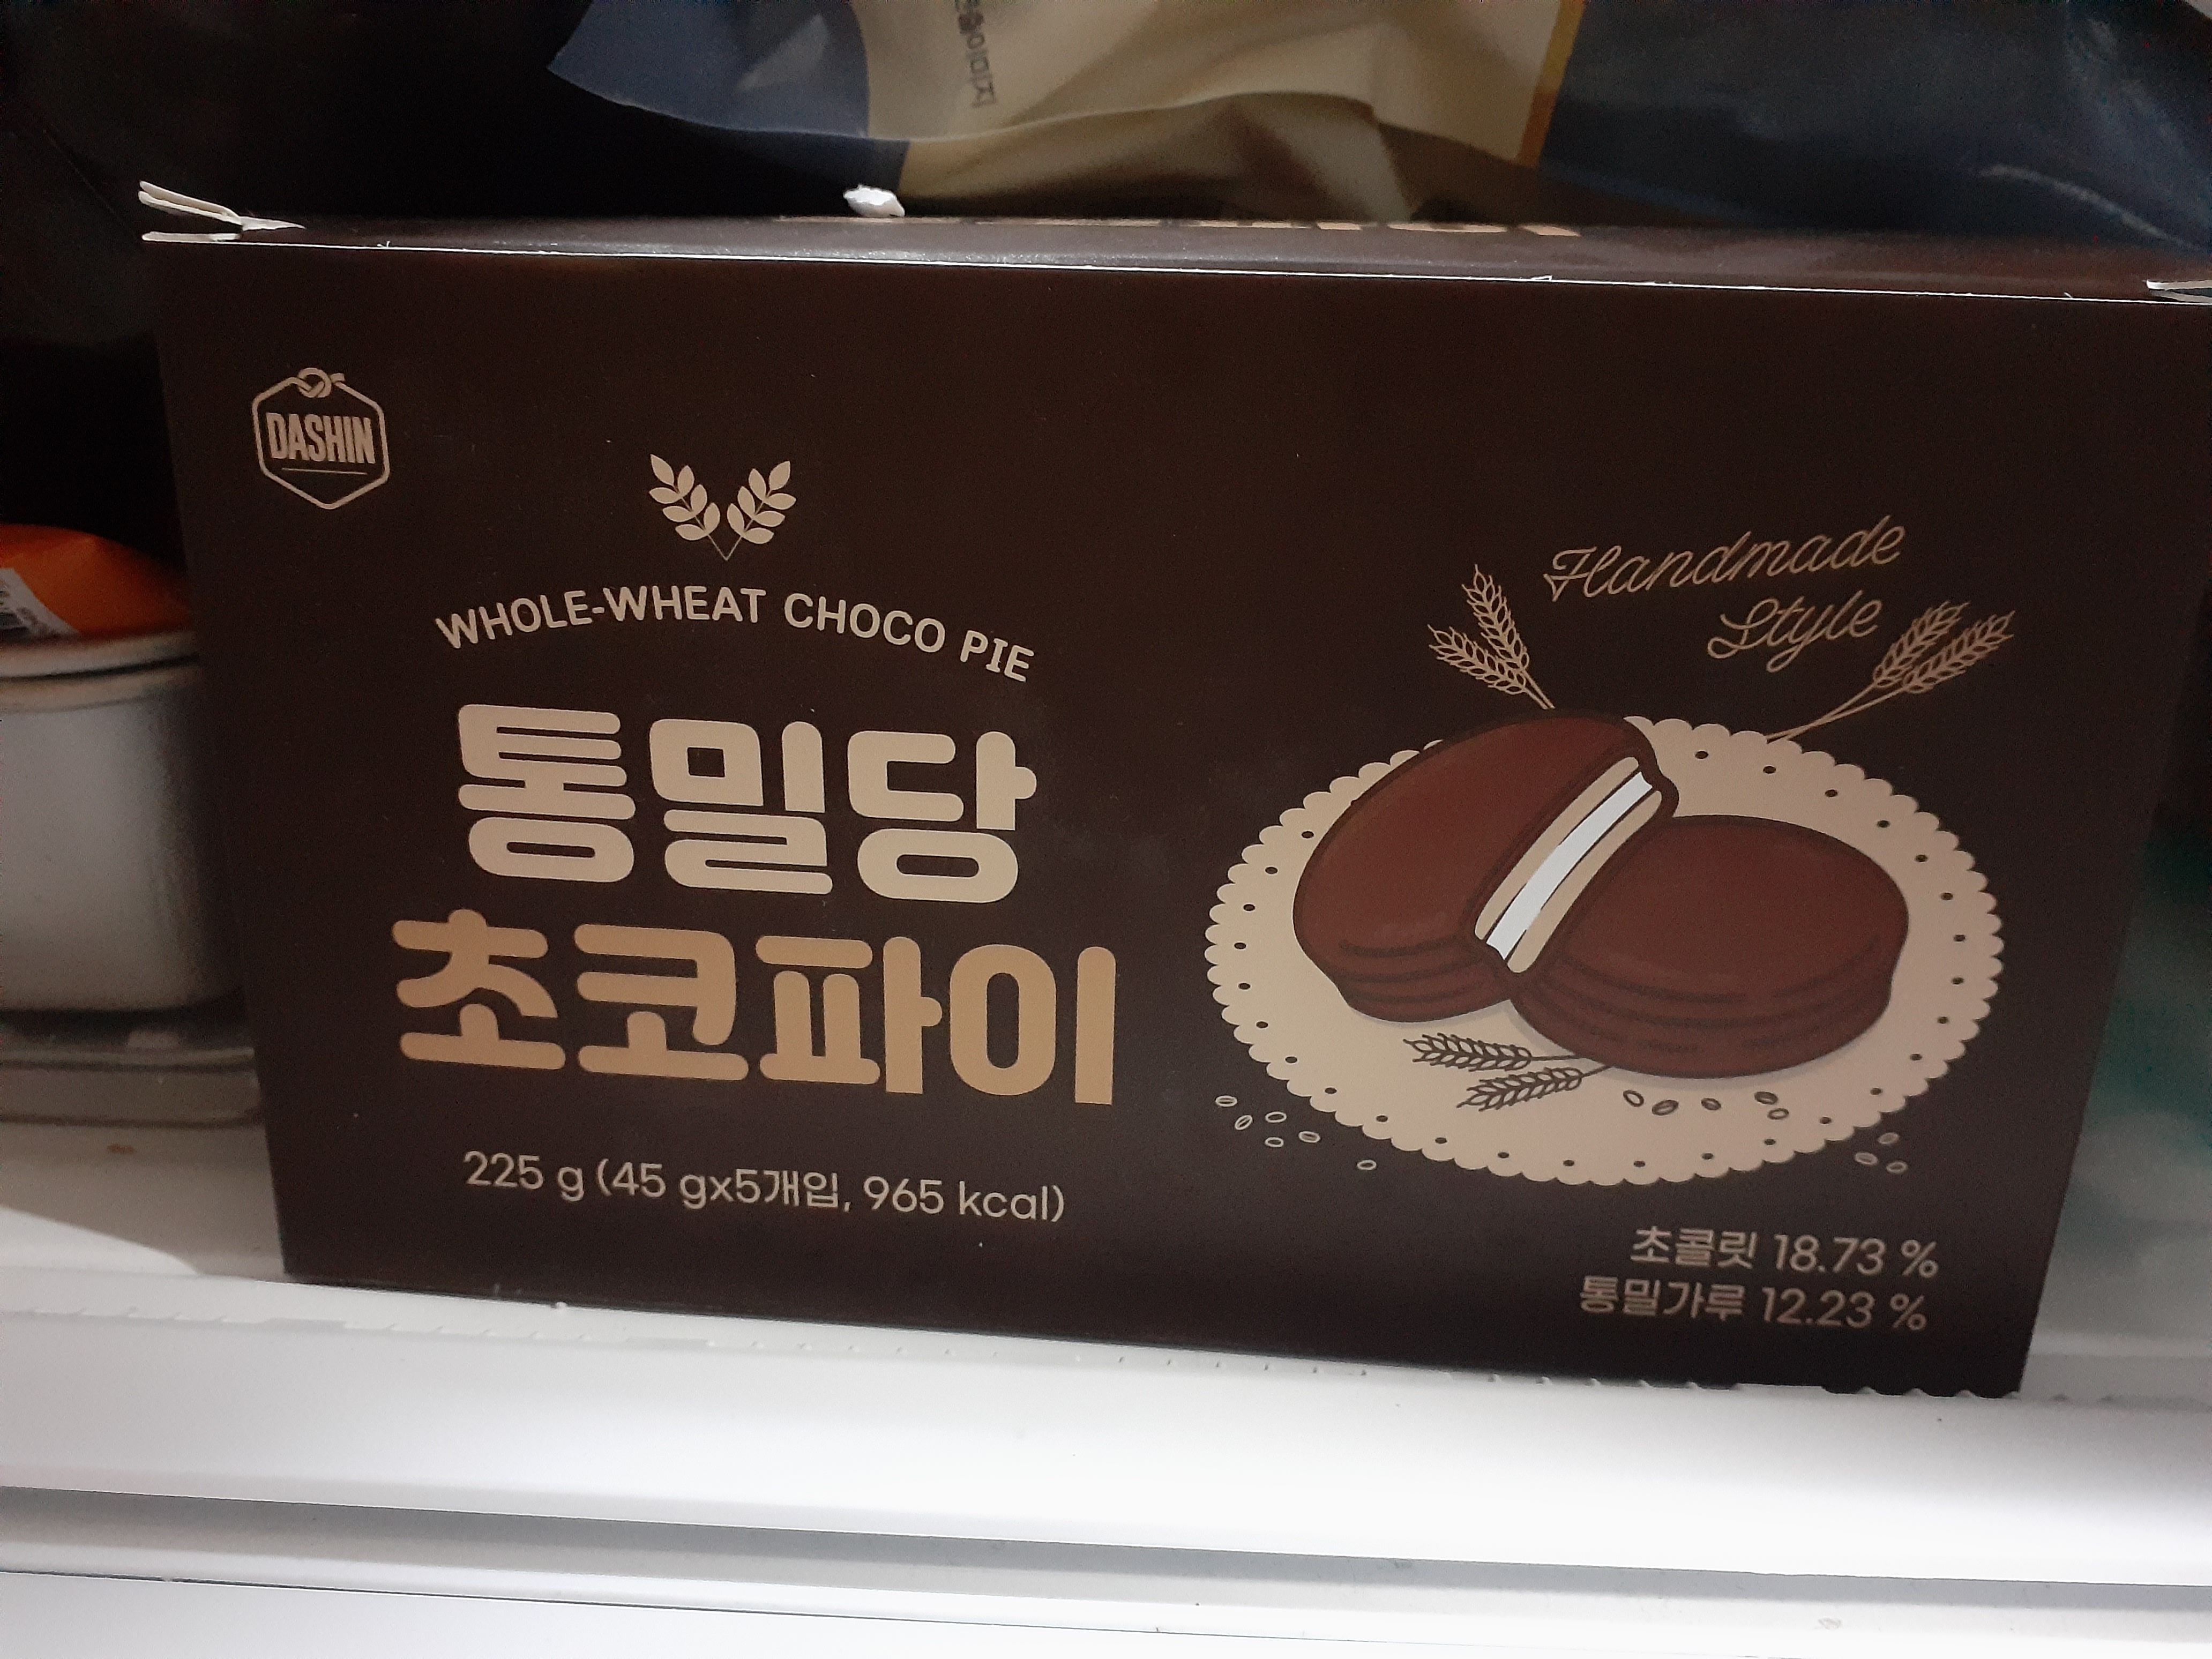 DASHIN
WHOLE-WHEAT CHOCO PIE
통밀당
초코파이
225 g (45 gx5개입, 965 kcal)
Handmade
Style
초콜릿 18.73 %
통밀가루 12.23 %